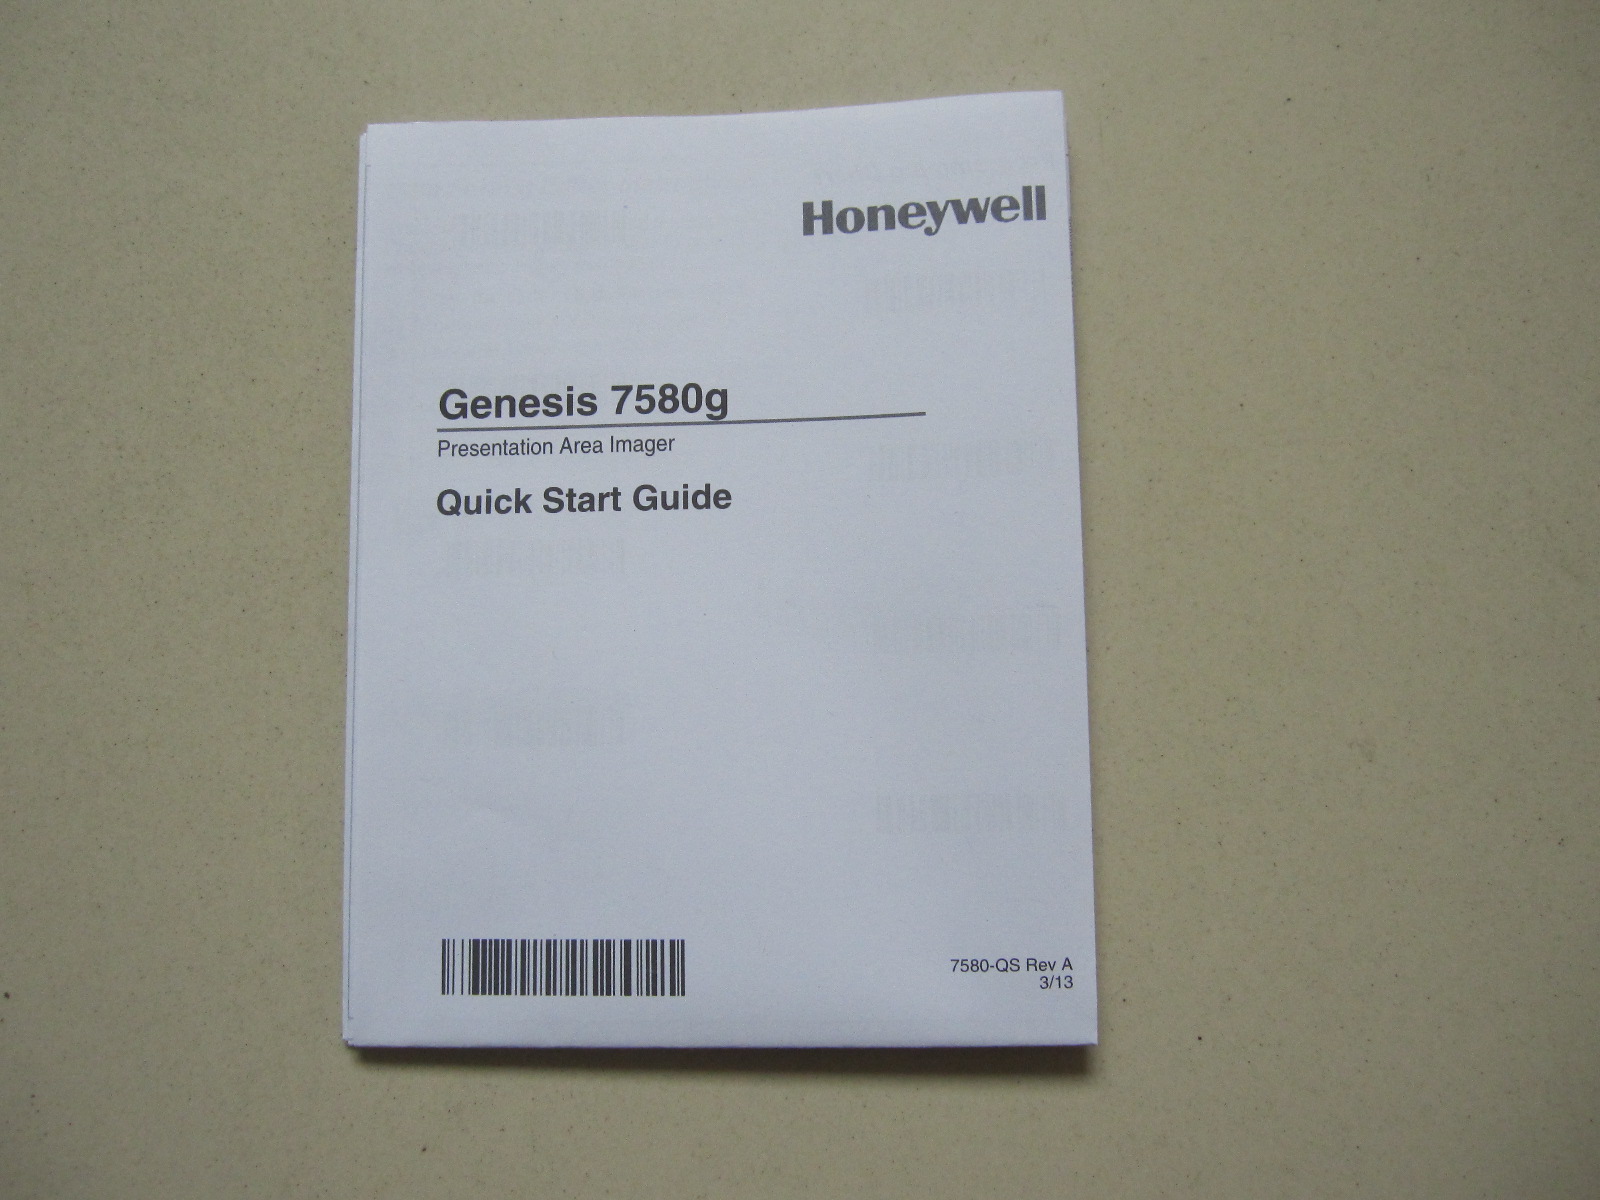 Honeywell
Genesis 7580g
Presentation Area Imager
Quick Start Guide
7580-QS Rev A
3/13